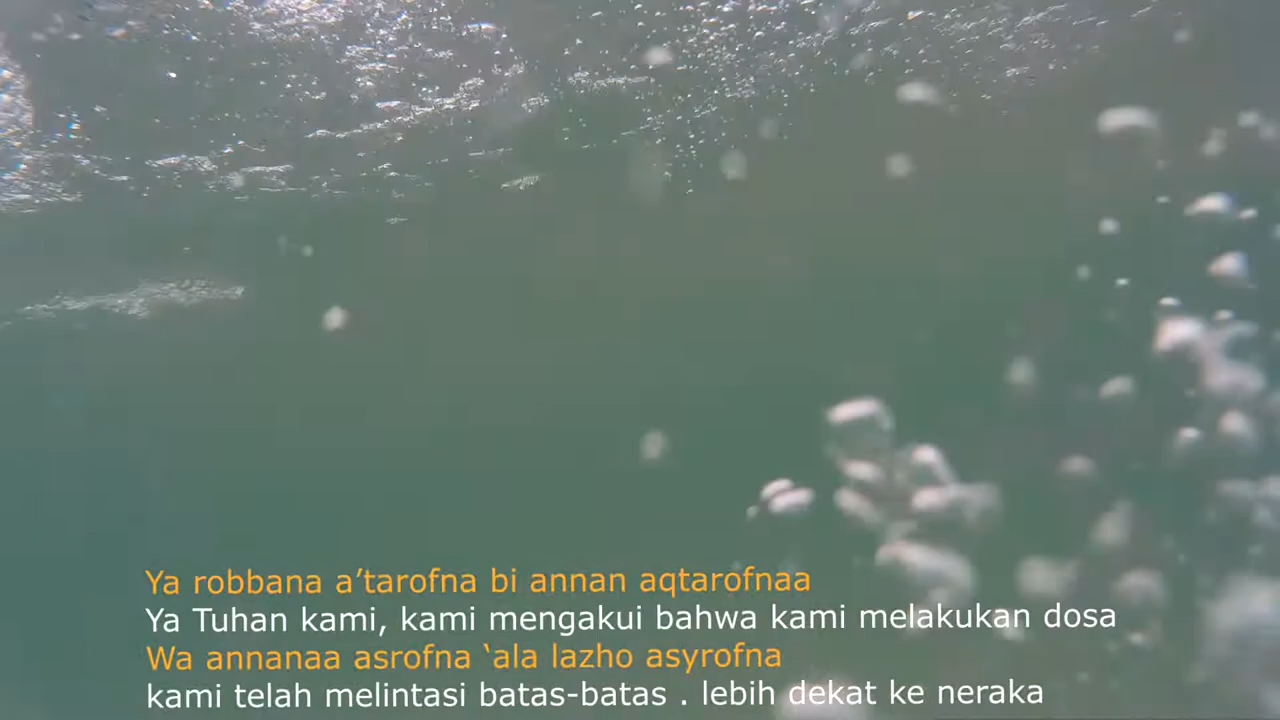 Ya robbana a’tarofna bi annan aqtarofnaa
Ya Tuhan kami, kami mengakui bahwa kami melakukan dosa
Wa annanaa asrofna ‘ala lazho asyrofna
kami telah melintasi batas-batas . lebih dekat ke neraka